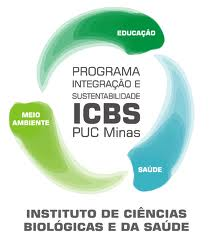 EDUCAÇÃO
PROGRAMA
INTEGRAÇÃO E
SUSTENTABILIDADE
ICBS
PUC Minas
MEIO
AMBIENTE
SAÚDE
INSTITUTO DE CIÊNCIAS
BIOLÓGICAS E DA SAÚDE